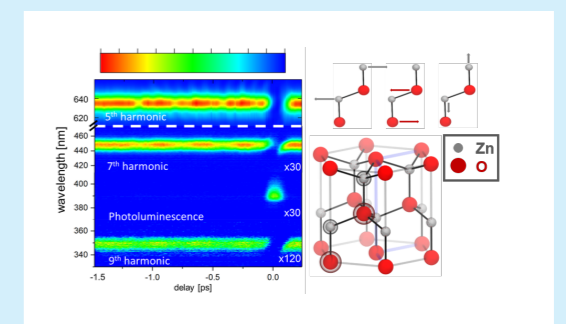 640
620
5th harmonic
460
440
420
400
380
360
340
7th harmonic
x30
x30
Photoluminescence
x120
9th harmonic
wavelength [nm]
-1.5
-1.0
-0.5
0.0
delay [ps]
Zn
O